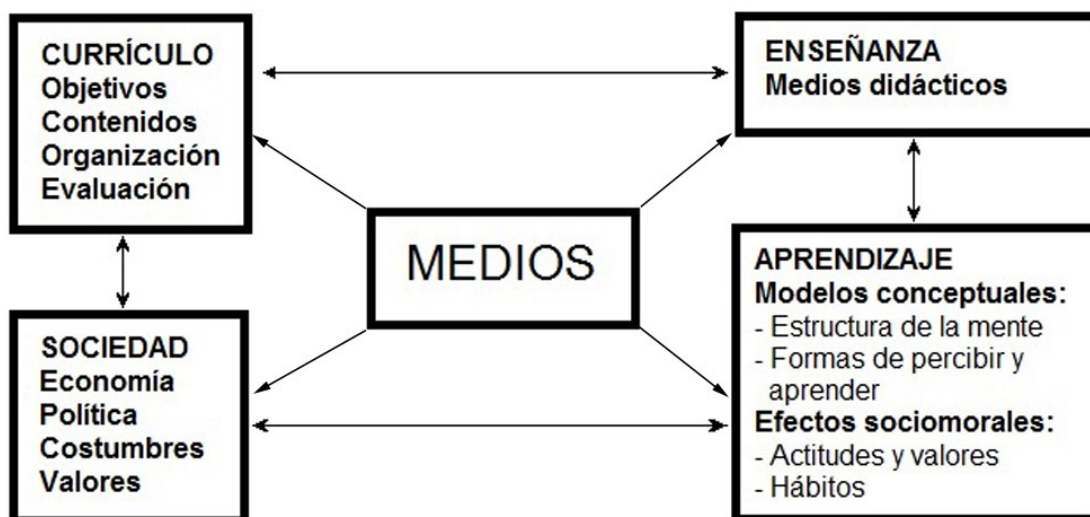 CURRÍCULO
Objetivos
Contenidos
Organización
Evaluación
ENSEÑANZA
Medios didácticos
MEDIOS
SOCIEDAD
Economía
Política
Costumbres
Valores
APRENDIZAJE
Modelos conceptuales:
- Estructura de la mente
- Formas de percibir y
aprender
Efectos sociomorales:
- Actitudes y valores
- Hábitos